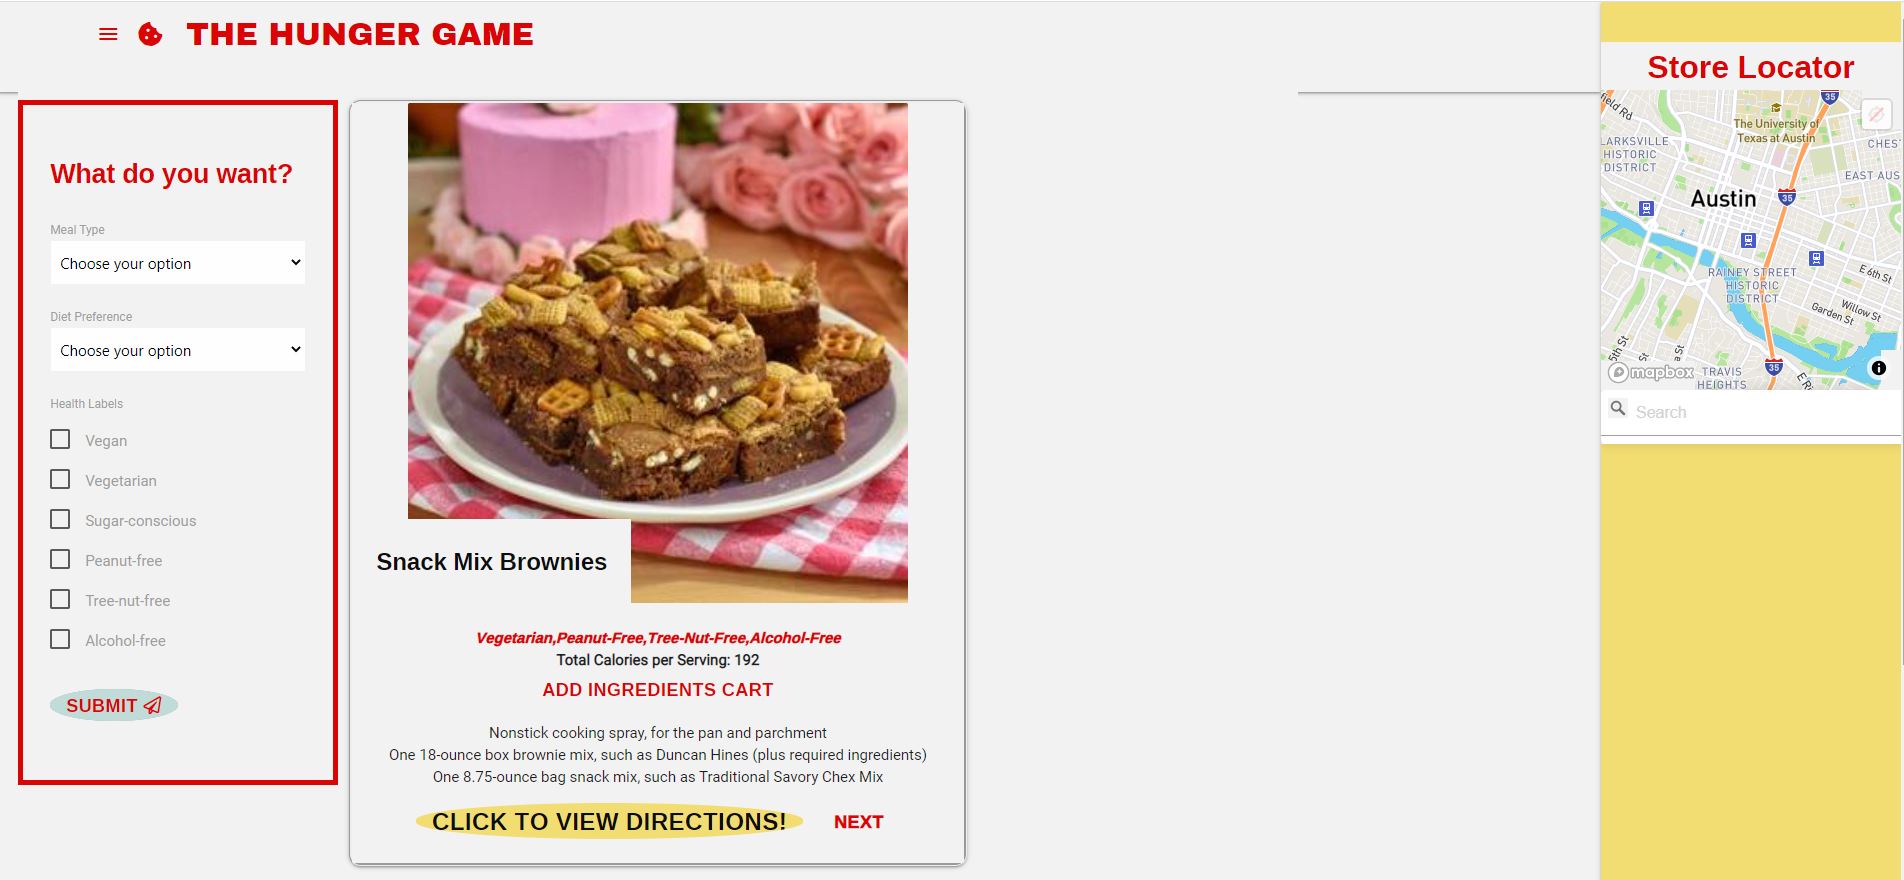 THE HUNGER GAME
What do you want?
Meal Type
Choose your option
Diet Preference
Choose your option
Health Labels
Vegan
Vegetarian
Sugar-conscious
Peanut-free
Tree-nut-free
Alcohol-free
SUBMIT
Snack Mix Brownies
Vegetarian,Peanut-Free,Tree-Nut-Free,Alcohol-Free
Total Calories per Serving: 192
ADD INGREDIENTS CART
Nonstick cooking spray, for the pan and parchment
One 18-ounce box brownie mix, such as Duncan Hines (plus required ingredients)
One 8.75-ounce bag snack mix, such as Traditional Savory Chex Mix
CLICK TO VIEW DIRECTIONS!
NEXT
Store Locator
field Rd
35
The University of
Texas at Austin
LARKSVILLE
HISTORIC
DISTRICT
CHEST
EAST AUS
Austin
35
RAINEY STREET
HISTORIC
DISTRICT
E 6th St
Willow St
Garden St
5th St
St
a St
mapbox
TRAVIS
HEIGHTS
35
E Ri
Search